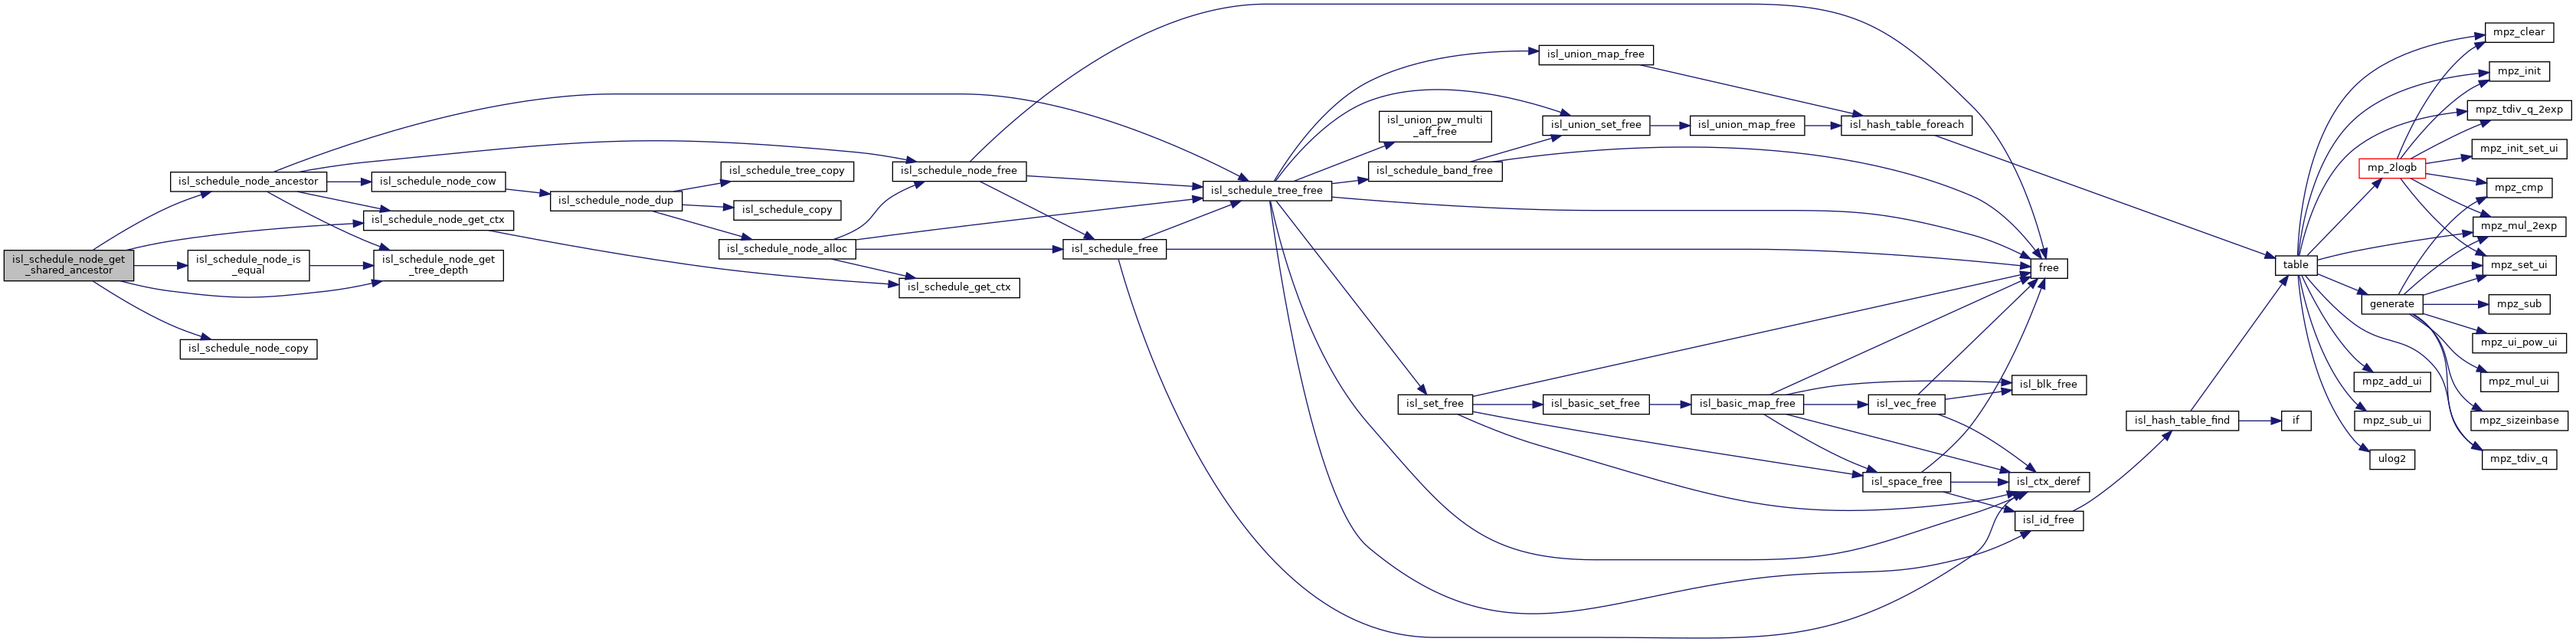 isl_schedule_node_get
_shared_ancestor
isl_schedule_node_ancestor
isl_schedule_node_is
_equal
isl_schedule_node_copy
isl_schedule_node_cow
isl_schedule_node_get_ctx
isl_schedule_node_get
_tree_depth
isl_schedule_node_dup
isl_schedule_tree_copy
isl_schedule_copy
isl_schedule_node_alloc
isl_schedule_node_free
isl_schedule_get_ctx
isl_schedule_free
isl_schedule_tree_free
isl_union_map_free
isl_union_pw_multi
_aff_free
isl_schedule_band_free
isl_set_free
isl_union_set_free
isl_basic_set_free
isl_union_map_free
isl_basic_map_free
isl_hash_table_foreach
isl_vec_free
isl_space_free
free
isl_blk_free
isl_ctx_deref
isl_id_free
isl_hash_table_find
table
if
mp_2logb
generate
mpz_add_ui
mpz_sub_ui
ulog2
mpz_clear
mpz_init
mpz_tdiv_q_2exp
mpz_init_set_ui
mpz_cmp
mpz_mul_2exp
mpz_set_ui
mpz_sub
mpz_ui_pow_ui
mpz_mul_ui
mpz_sizeinbase
mpz_tdiv_q